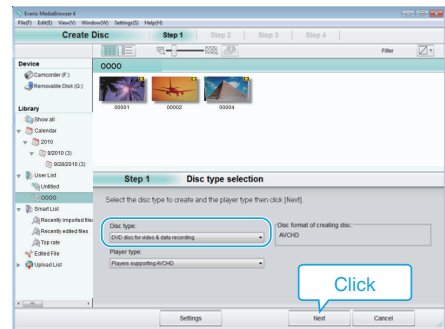 Everio MediaBrowser 4
File(F) Edit(E) View(V) Window(W) Settings(S) Help(H)
Create Disc Step 1 Step 2 Step 3 Step 4
Filter
Device
Camcorder (F:)
Removable Disk (G:)
Library
Show all
Calendar
2010
9/2010 (3)
9/28/2010 (3)
User List
Untitled
0000
SmartList
Recently imported files
Recently edited files
Top rate
Edited File
Upload List
0000
00001 00002 00004
Step 1 Disc type selection
Select the disc type to create and the player type then click [Next].
Disc type:
DVD disc for video & data recording
Player type:
Players supporting AVCHD
Disc format of creating disc:
AVCHD
Click
Settings Next Cancel